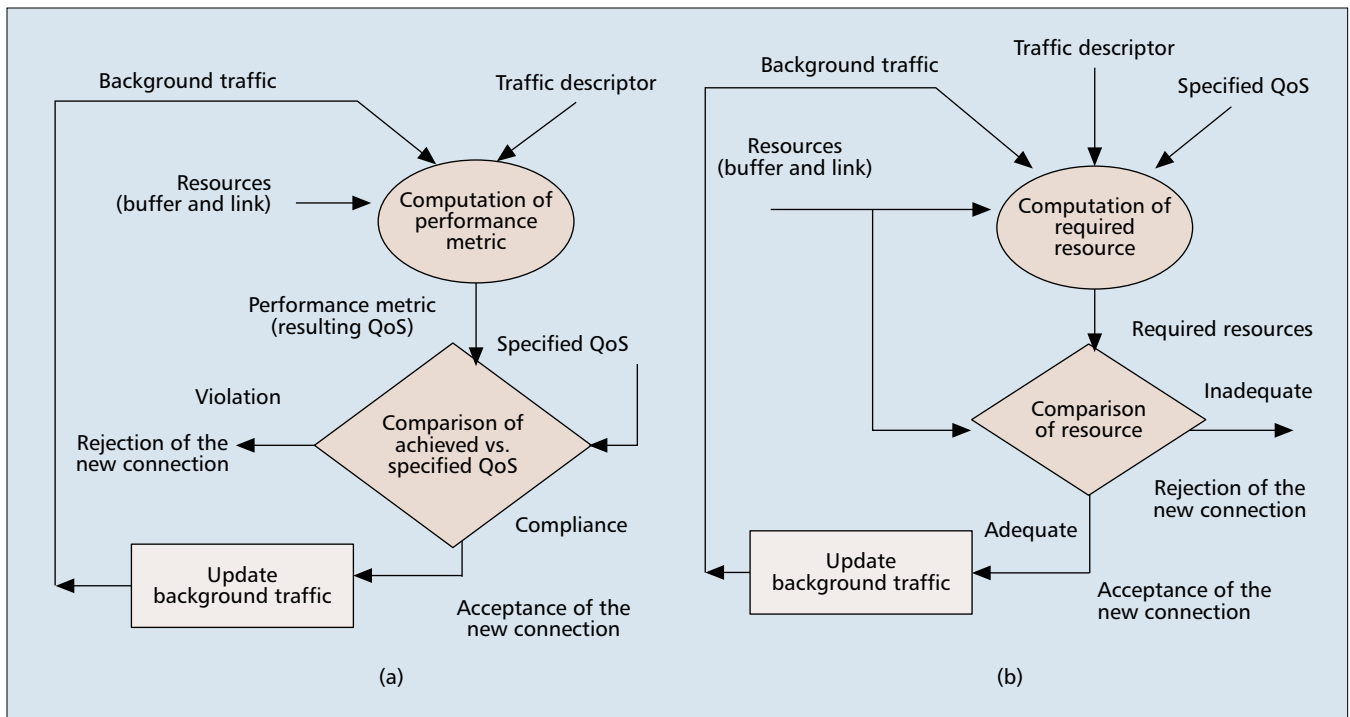 Background traffic
Traffic descriptor
Resources
(buffer and link)
Computation of
performance
metric
Performance metric
(resulting QoS)
Specified QoS
Violation
Comparison of
achieved vs.
specified QoS
Rejection of the
new connection
Compliance
Update
background traffic
Acceptance of the
new connection
(a)
Background traffic
Traffic descriptor
Specified QoS
Resources
(buffer and link)
Computation of
required
resource
Required resources
Inadequate
Comparison
of resource
Rejection of the
new connection
Adequate
Update
background traffic
Acceptance of the
new connection
(b)